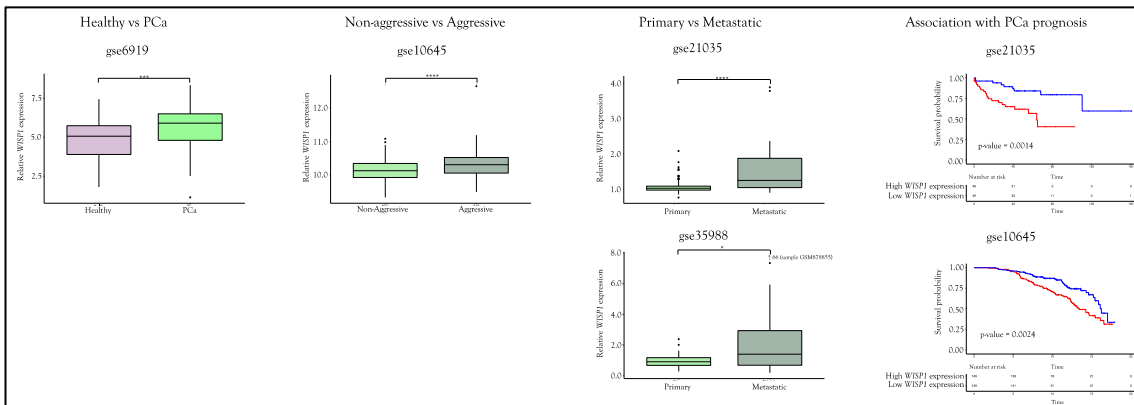 Healthy vs PCa
gse6919
***
Relative WISP1 expression
7.5
5.0
2.5
Healthy
PCa
Non-aggressive vs Aggressive
gse10645
****
Relative WISP1 expression
12.0
11.0
10.0
Non-Aggressive
Aggressive
Primary vs Metastatic
gse21035
****
Relative WISP1 expression
4.0
3.0
2.0
1.0
Primary
Metastatic
gse35988
*
(sample GSM878855)
Relative WISP1 expression
8.0
6.0
4.0
2.0
0.0
Primary
Metastatic
Association with PCa prognosis
gse21035
Survival probability
1.00
0.75
0.50
0.25
0.00
p-value = 0.0014
Number at risk
Time
High WISP1 expression
Low WISP1 expression
Time
gse10645
Survival probability
1.00
0.75
0.50
0.25
0.00
p-value = 0.0024
Number at risk
Time
High WISP1 expression
Low WISP1 expression
Time